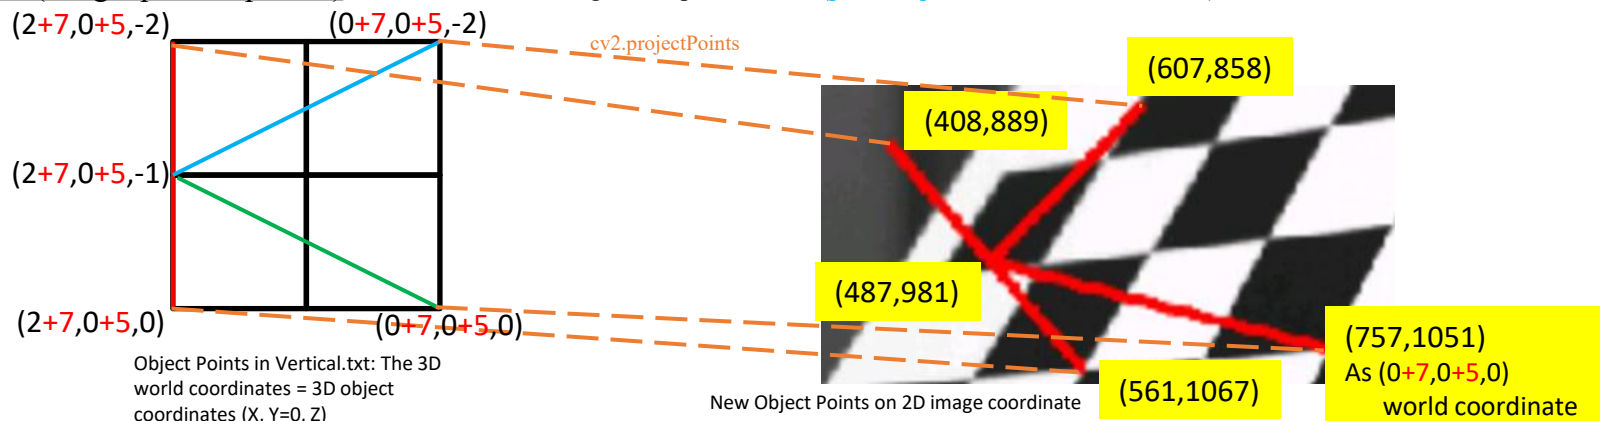 (2+7,0+5,-2)
(0+7,0+5,-2)
cv2.projectPoints
(607,858)
(408,889)
(2+7,0+5,-1)
(487,981)
(2+7,0+5,0)
(0+7,0+5,0)
(757,1051)
As (0+7,0+5,0)
world coordinate
(561,1067)
Object Points in Vertical.txt: The 3D
world coordinates = 3D object
coordinates (X, Y=0, Z)
New Object Points on 2D image coordinate